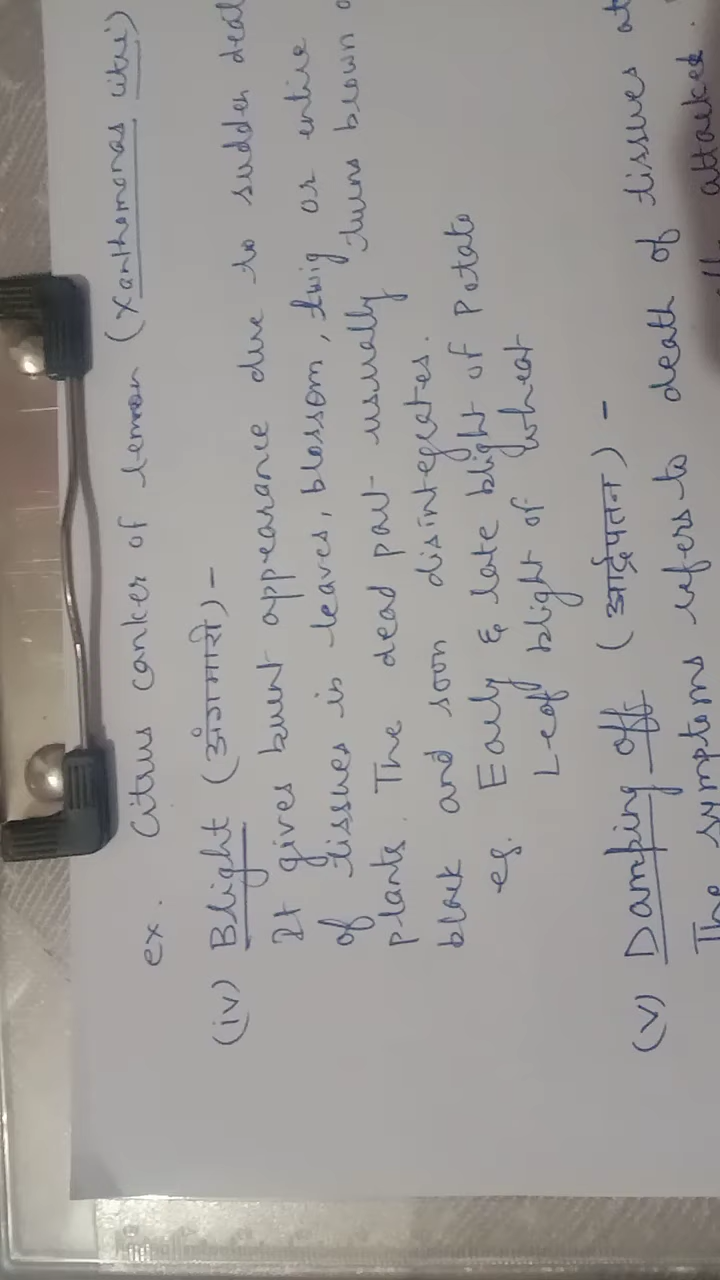 ex. Citrus canker of lemon (Xanthomonas citri)
(iv) Blight (अंगमारी) -
It gives burnt appearance due to sudden
of tissues in leaves, blossom, twig or entire
plants. The dead part usually turns brown
black and soon disintegrates.
eg. Early & late blight of Potato
Leaf blight of wheat
(v) Damping off (आर्द्रपतन) -
The symptoms refers to death of tissues at
attacked.